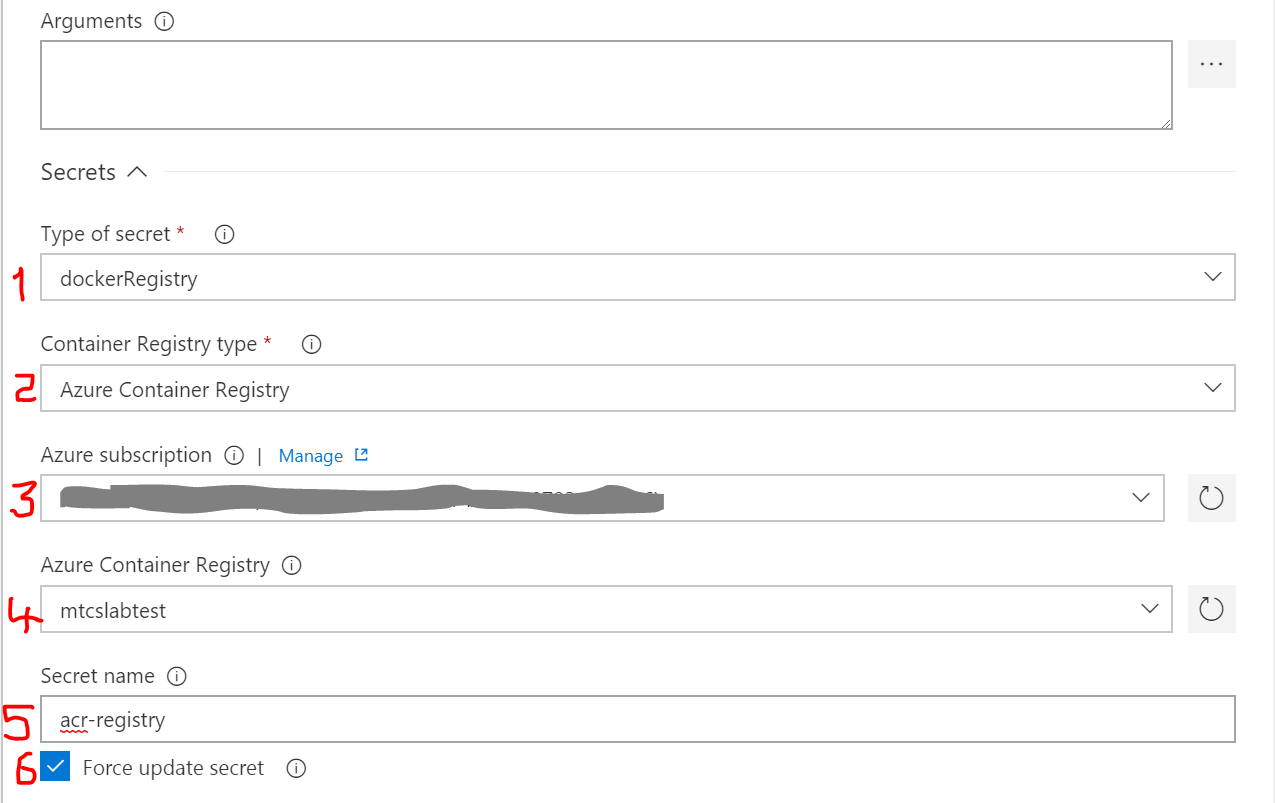 Arguments
...
Secrets
Type of secret *
1
dockerRegistry
Container Registry type *
2
Azure Container Registry
Azure subscription | Manage
3
Azure Container Registry
4
mtcslabtest
Secret name
5
acr-registry
6
Force update secret